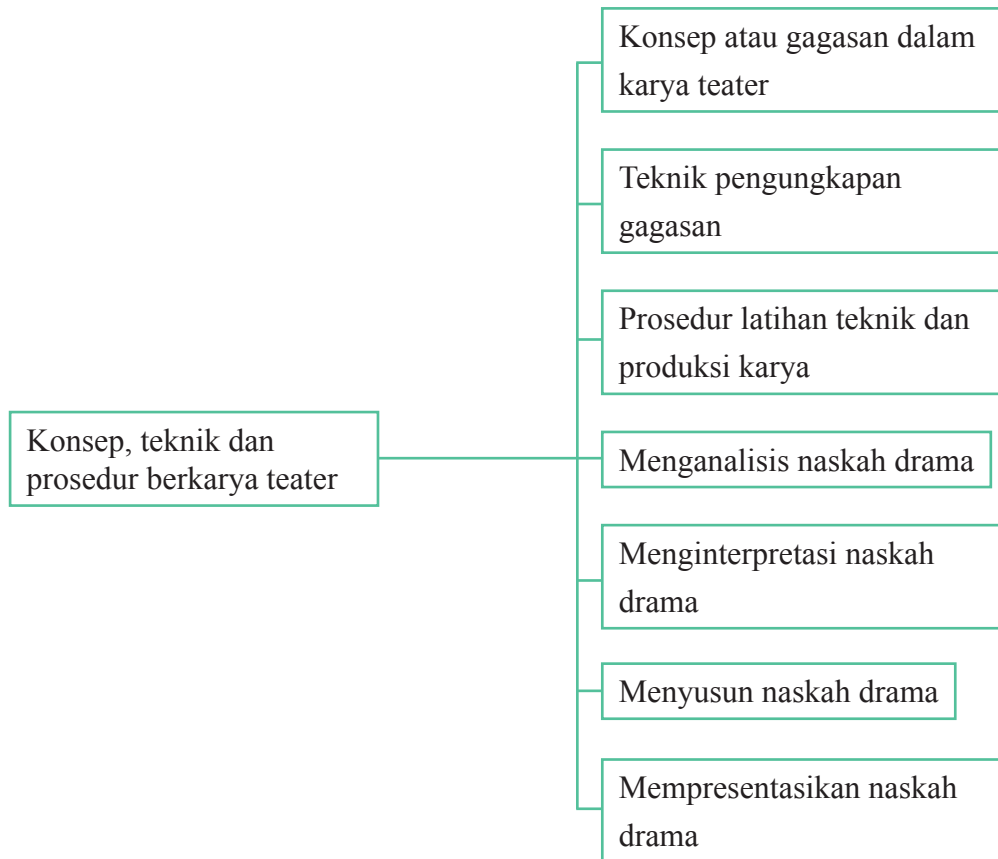 Konsep atau gagasan dalam
karya teater
Teknik pengungkapan
gagasan
Prosedur latihan teknik dan
produksi karya
Konsep, teknik dan
prosedur berkarya teater
Menganalisis naskah drama
Menginterpretasi naskah
drama
Menyusun naskah drama
Mempresentasikan naskah
drama